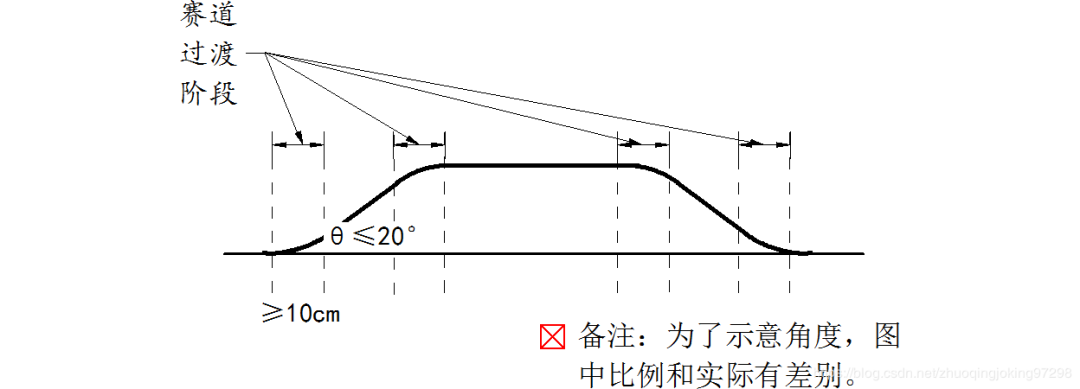 赛道
过渡
阶段
θ≤20°
≥10cm
备注：为了示意角度，图
中比例和实际有差别。
https://blog.csdn.net/zhuoqingjoking97298